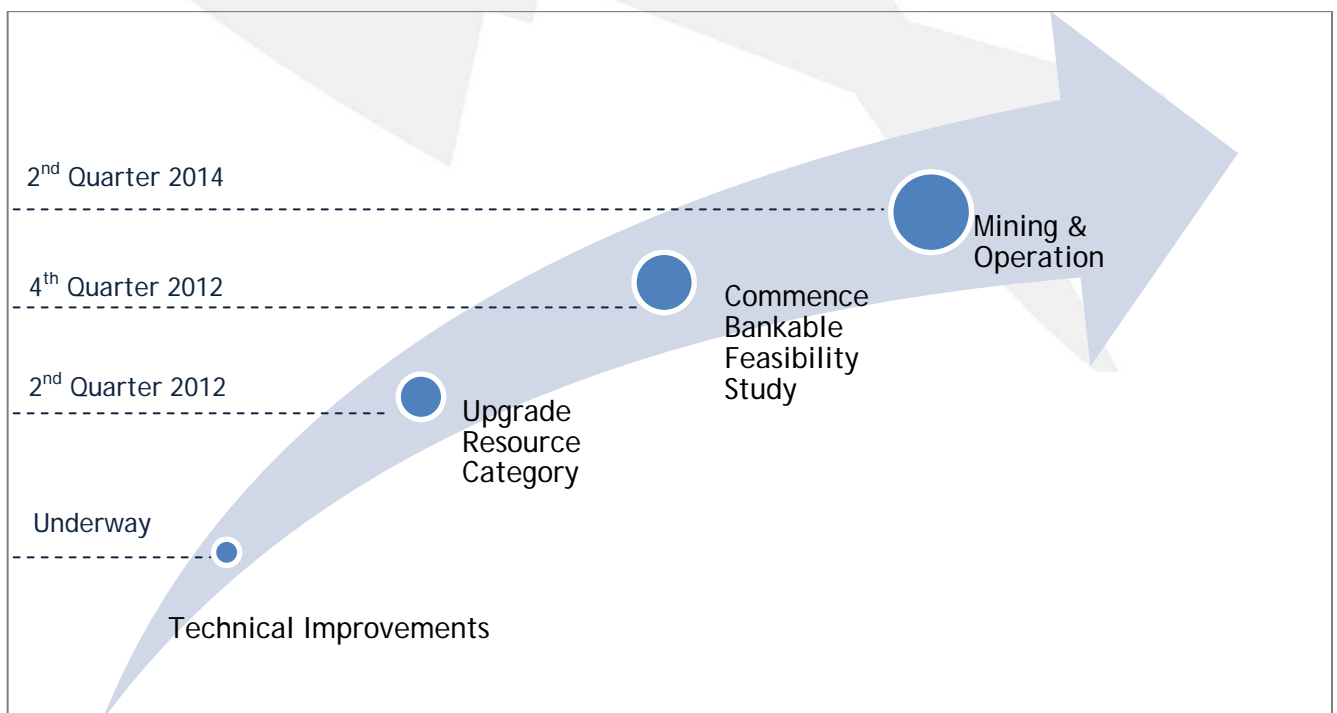 2nd Quarter 2014
Mining &
Operation
4th Quarter 2012
Commence
Bankable
Feasibility
Study
2nd Quarter 2012
Upgrade
Resource
Category
Underway
Technical Improvements